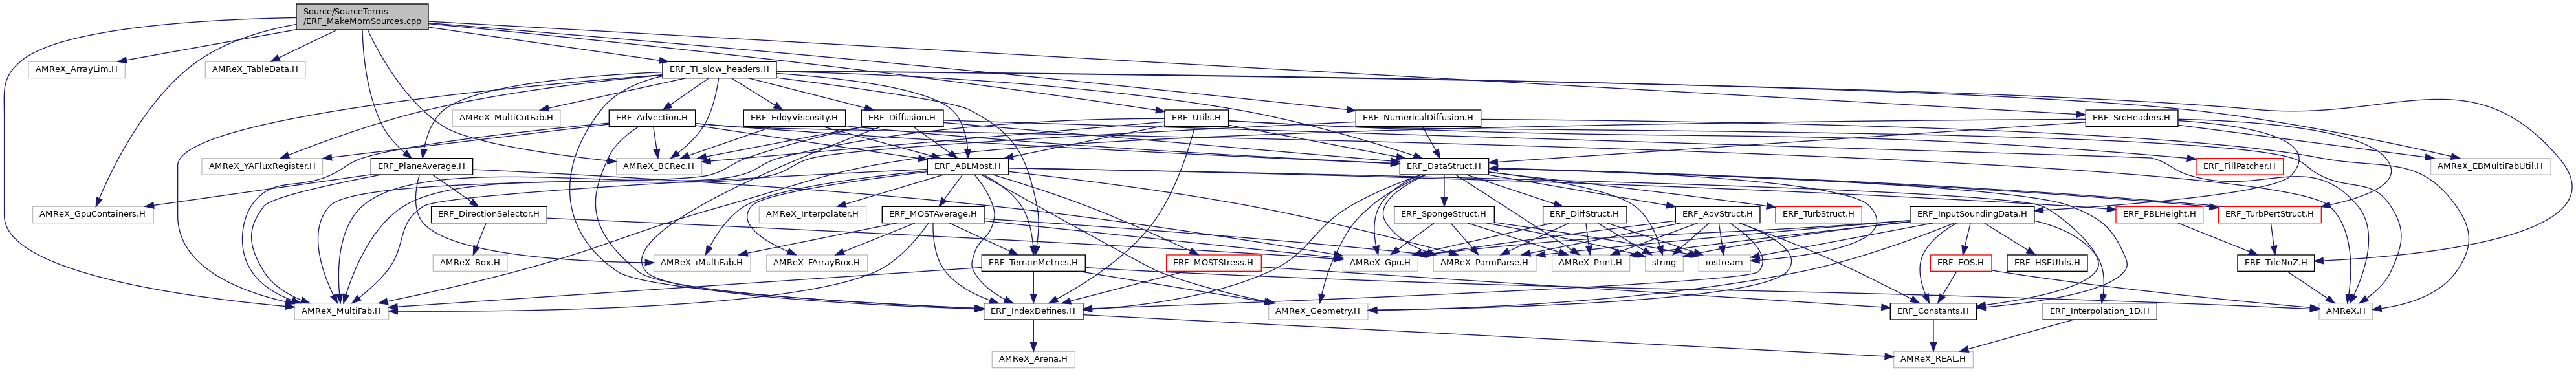 Source/SourceTerms
/ERF_MakeMomSources.cpp
AMReX_ArrayLim.H
AMReX_TableData.H
ERF_TI_slow_headers.H
AMReX_MultiCutFab.H
ERF_Advection.H
ERF_EddyViscosity.H
ERF_Diffusion.H
ERF_Utils.H
ERF_NumericalDiffusion.H
ERF_SrcHeaders.H
AMReX_YAFluxRegister.H
ERF_PlaneAverage.H
AMReX_BCRec.H
ERF_ABLMost.H
ERF_DataStruct.H
ERF_FillPatcher.H
AMReX_EBMultiFabUtil.H
AMReX_GpuContainers.H
ERF_DirectionSelector.H
AMReX_Interpolater.H
ERF_MOSTAverage.H
ERF_SpongeStruct.H
ERF_DiffStruct.H
ERF_AdvStruct.H
ERF_TurbStruct.H
ERF_InputSoundingData.H
ERF_PBLHeight.H
ERF_TurbPertStruct.H
AMReX_Box.H
AMReX_iMultiFab.H
AMReX_FArrayBox.H
ERF_TerrainMetrics.H
ERF_MOSTStress.H
AMReX_Gpu.H
AMReX_ParmParse.H
AMReX_Print.H
string
iostream
ERF_EOS.H
ERF_HSEUtils.H
ERF_TileNoZ.H
AMReX_MultiFab.H
ERF_IndexDefines.H
AMReX_Geometry.H
ERF_Constants.H
ERF_Interpolation_1D.H
AMReX.H
AMReX_Arena.H
AMReX_REAL.H